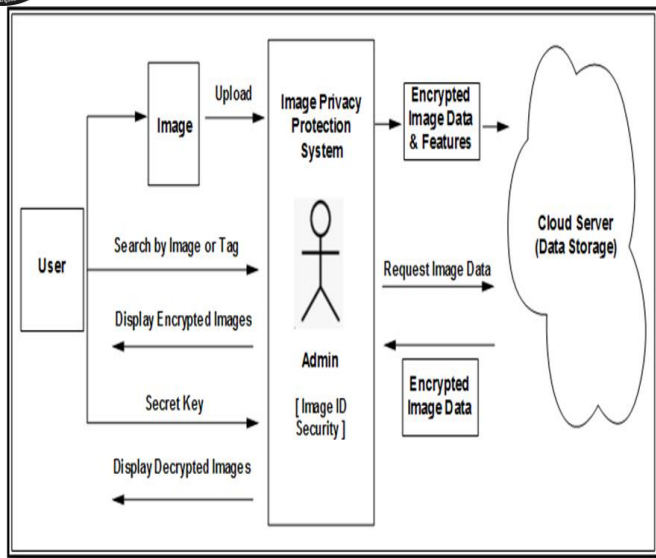 Image
Upload
Image Privacy
Protection
System
Encrypted
Image Data
& Features
Cloud Server
(Data Storage)
User
Search by Image or Tag
Request Image Data
Display Encrypted Images
Admin
[ Image ID
Security ]
Encrypted
Image Data
Secret Key
Display Decrypted Images